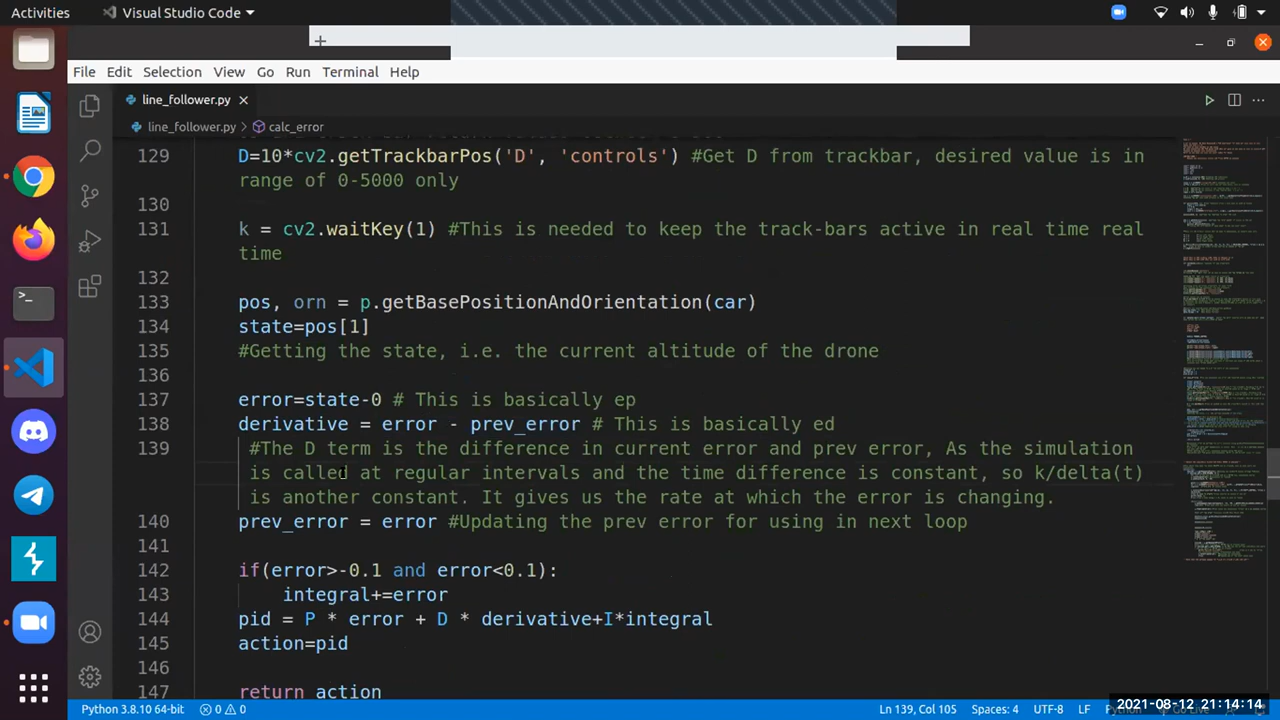 Activities
Visual Studio Code
File Edit Selection View Go Run Terminal Help
line_follower.py
line_follower.py > calc_error
129 D=10*cv2.getTrackbarPos('D', 'controls') #Get D from trackbar, desired value is in
range of 0-5000 only
130
131 k = cv2.waitKey(1) #This is needed to keep the track-bars active in real time real
time
132
133 pos, orn = p.getBasePositionAndOrientation(car)
134 state=pos[1]
135 #Getting the state, i.e. the current altitude of the drone
136
137 error=state-0 # This is basically ep
138 derivative = error - prev_error # This is basically ed
139 #The D term is the difference in current error and prev error, As the simulation
is called at regular intervals and the time difference is constant, so k/delta(t)
is another constant. It givvs us the rate at which the error is changing.
140 prev_error = error #Updating the prev error for using in next loop
141
142 if(error>-0.1 and error<0.1):
143 integral+=error
144 pid = P * error + D * derivative+I*integral
145 action=pid
146
147 return action
Python 3.8.10 64-bit 0 0 Ln 139, Col 105 Spaces: 4 UTF-8 LF Python Go Live
2021-08-12 21:14:14